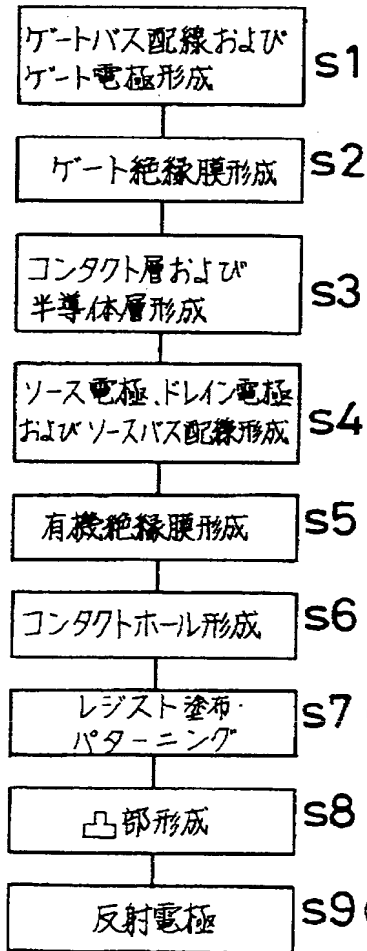 ゲートバス配線および
ゲート電極形成
s1
ゲート絶縁膜形成
s2
コンタクト層および
半導体層形成
s3
ソース電極、ドレイン電極
およびソースバス配線形成
s4
有機絶縁膜形成
s5
コンタクトホール形成
s6
レジスト塗布・
パターニング
s7
凸部形成
s8
反射電極
s9